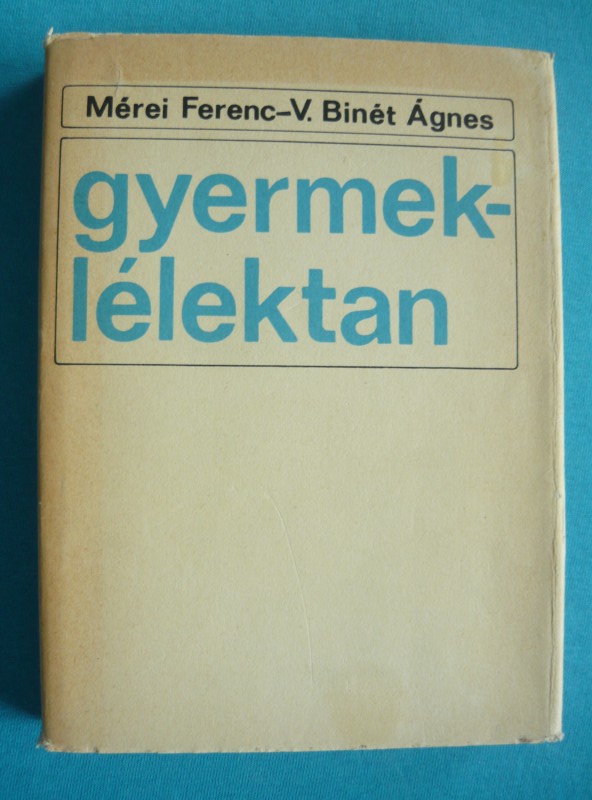 Mérei Ferenc–V. Binét Ágnes
gyermek-
lélektan